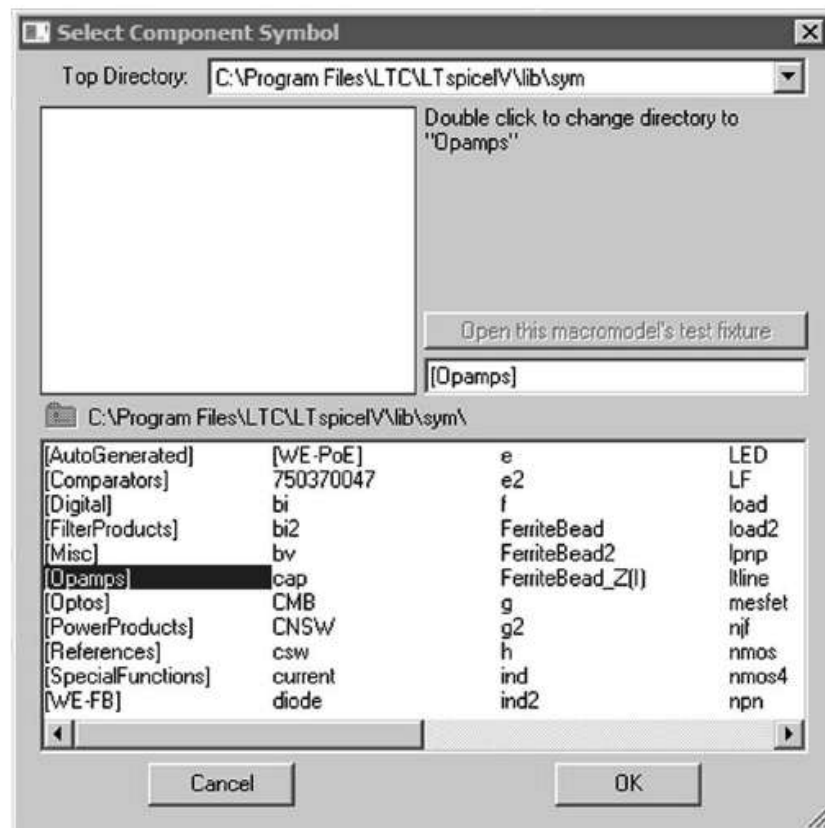 Select Component Symbol
Top Directory: C:\Program Files\LTC\LTspiceIV\lib\sym
Double click to change directory to
"Opamps"
Open this macromodel's test fixture
[Opamps]
C:\Program Files\LTC\LTspiceIV\lib\sym\
[AutoGenerated] [WE-PoE] e LED
[Comparators] 750370047 e2 LF
[Digital] bi f load
[FilterProducts] bi2 FerriteBead load2
[Misc] bv FerriteBead2 lpnp
[Opamps] cap FerriteBead_Z(I) ltline
[Optos] CMB g mesfet
[PowerProducts] CNSW g2 njf
[References] csw h nmos
[SpecialFunctions] current ind nmos4
[WE-FB] diode ind2 npn
Cancel OK